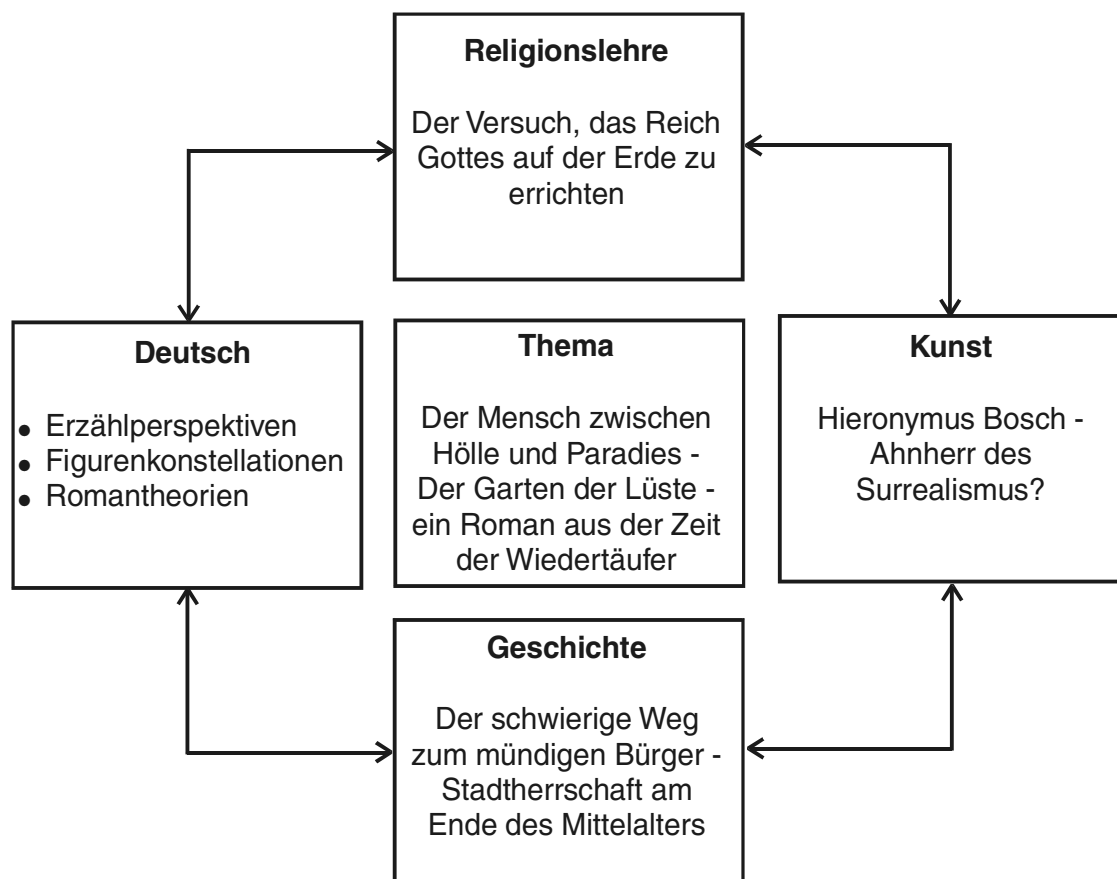 Religionslehre
Der Versuch, das Reich
Gottes auf der Erde zu
errichten
Deutsch
● Erzählperspektiven
● Figurenkonstellationen
● Romantheorien
Thema
Der Mensch zwischen
Hölle und Paradies -
Der Garten der Lüste -
ein Roman aus der Zeit
der Wiedertäufer
Kunst
Hieronymus Bosch -
Ahnherr des
Surrealismus?
Geschichte
Der schwierige Weg
zum mündigen Bürger -
Stadtherrschaft am
Ende des Mittelalters